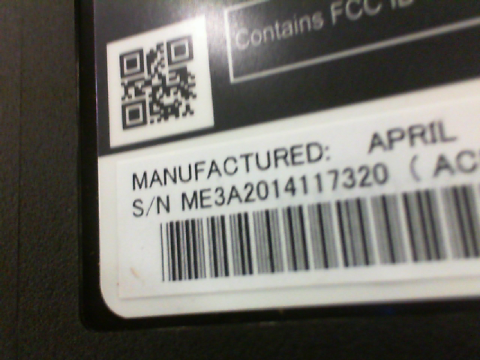 Contains FCC ID
MANUFACTURED: APRIL
S/N ME3A2014117320 ( AC